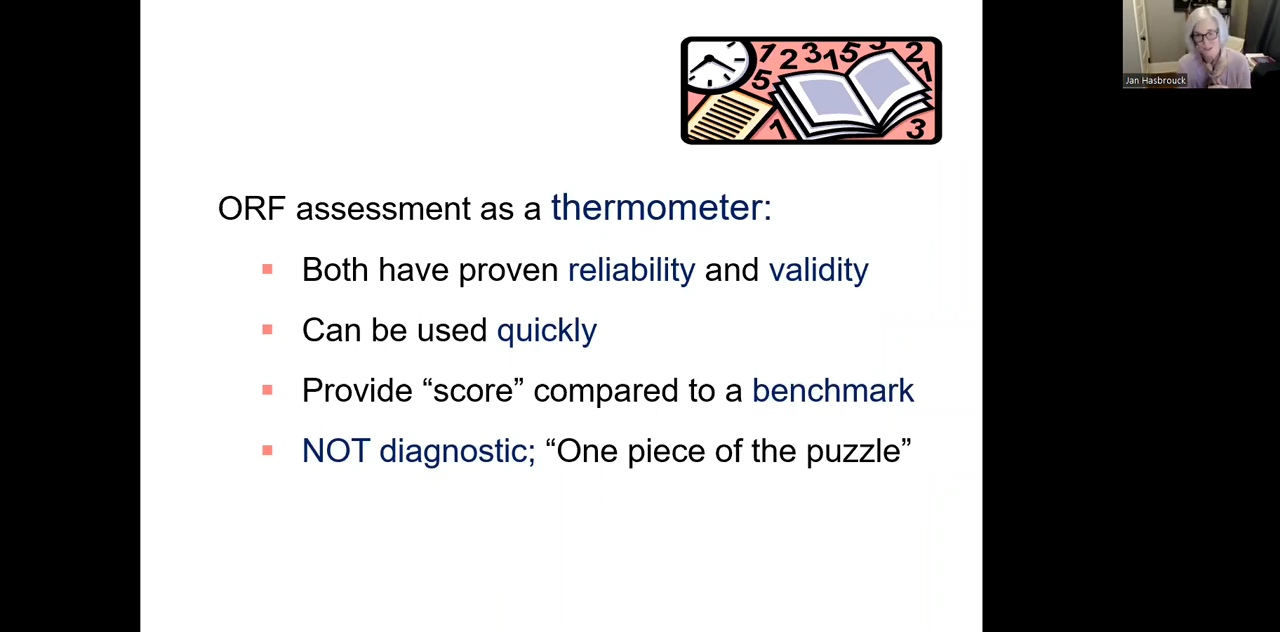 Jan Hasbrouck
ORF assessment as a thermometer:
▪ Both have proven reliability and validity
▪ Can be used quickly
▪ Provide “score” compared to a benchmark
▪ NOT diagnostic; “One piece of the puzzle”